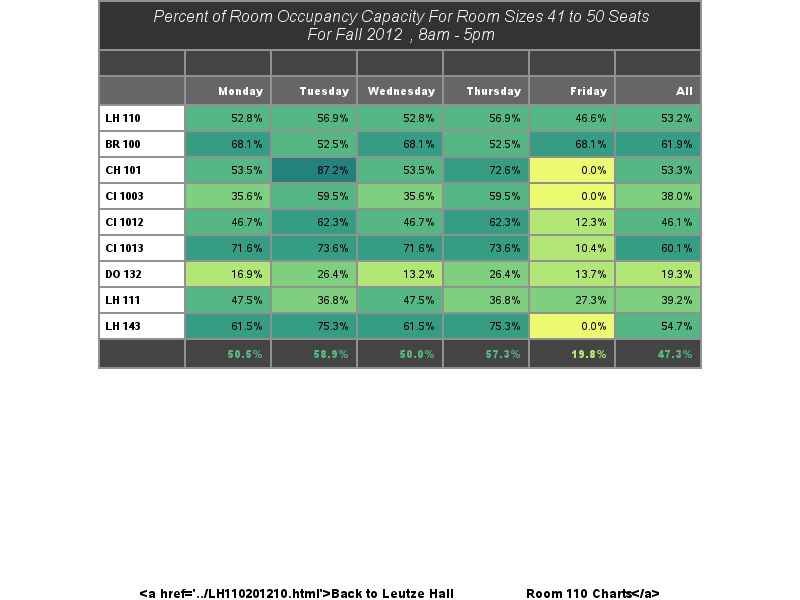 Percent of Room Occupancy Capacity For Room Sizes 41 to 50 Seats
For Fall 2012 , 8am - 5pm
Monday Tuesday Wednesday Thursday Friday All
LH 110 52.8% 56.9% 52.8% 56.9% 46.6% 53.2%
BR 100 68.1% 52.5% 68.1% 52.5% 68.1% 61.9%
CH 101 53.5% 87.2% 53.5% 72.6% 0.0% 53.3%
CI 1003 35.6% 59.5% 35.6% 59.5% 0.0% 38.0%
CI 1012 46.7% 62.3% 46.7% 62.3% 12.3% 46.1%
CI 1013 71.6% 73.6% 71.6% 73.6% 10.4% 60.1%
DO 132 16.9% 26.4% 13.2% 26.4% 13.7% 19.3%
LH 111 47.5% 36.8% 47.5% 36.8% 27.3% 39.2%
LH 143 61.5% 75.3% 61.5% 75.3% 0.0% 54.7%
50.5% 58.9% 50.0% 57.3% 19.8% 47.3%
<a href='../LH110201210.html'>Back to Leutze Hall Room 110 Charts</a>